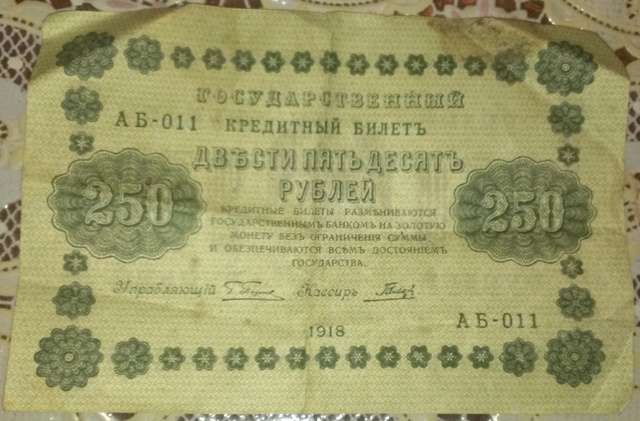 ГОСУДАРСТВЕННЫЙ
АБ-011 КРЕДИТНЫЙ БИЛЕТЪ
ДВѢСТИ ПЯТЬДЕСЯТЪ
РУБЛЕЙ
250
250
КРЕДИТНЫЕ БИЛЕТЫ РАЗМѢНИВАЮТСЯ
ГОСУДАРСТВЕННЫМЪ БАНКОМЪ НА ЗОЛОТУЮ
МОНЕТУ БЕЗЪ ОГРАНИЧЕНІЯ СУММЫ
И ОБЕЗПЕЧИВАЮТСЯ ВСѢМЪ ДОСТОЯНІЕМЪ
ГОСУДАРСТВА.
Управляющій Кассиръ
1918
АБ-011